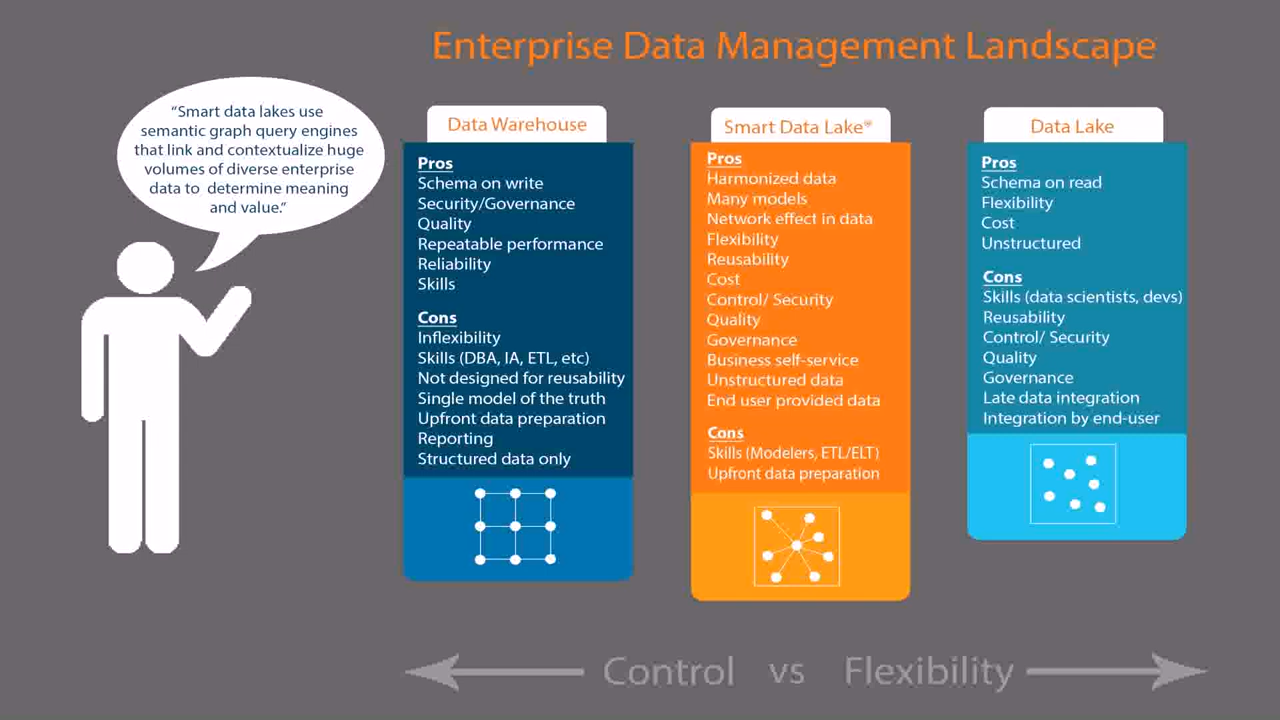 Enterprise Data Management Landscape
“Smart data lakes use
semantic graph query engines
that link and contextualize huge
volumes of diverse enterprise
data to determine meaning
and value.”
Data Warehouse
Pros
Schema on write
Security/Governance
Quality
Repeatable performance
Reliability
Skills
Cons
Inflexibility
Skills (DBA, IA, ETL, etc)
Not designed for reusability
Single model of the truth
Upfront data preparation
Reporting
Structured data only
Smart Data Lake®
Pros
Harmonized data
Many models
Network effect in data
Flexibility
Reusability
Cost
Control/ Security
Quality
Governance
Business self-service
Unstructured data
End user provided data
Cons
Skills (Modelers, ETL/ELT)
Upfront data preparation
Data Lake
Pros
Schema on read
Flexibility
Cost
Unstructured
Cons
Skills (data scientists, devs)
Reusability
Control/ Security
Quality
Governance
Late data integration
Integration by end-user
Control vs Flexibility